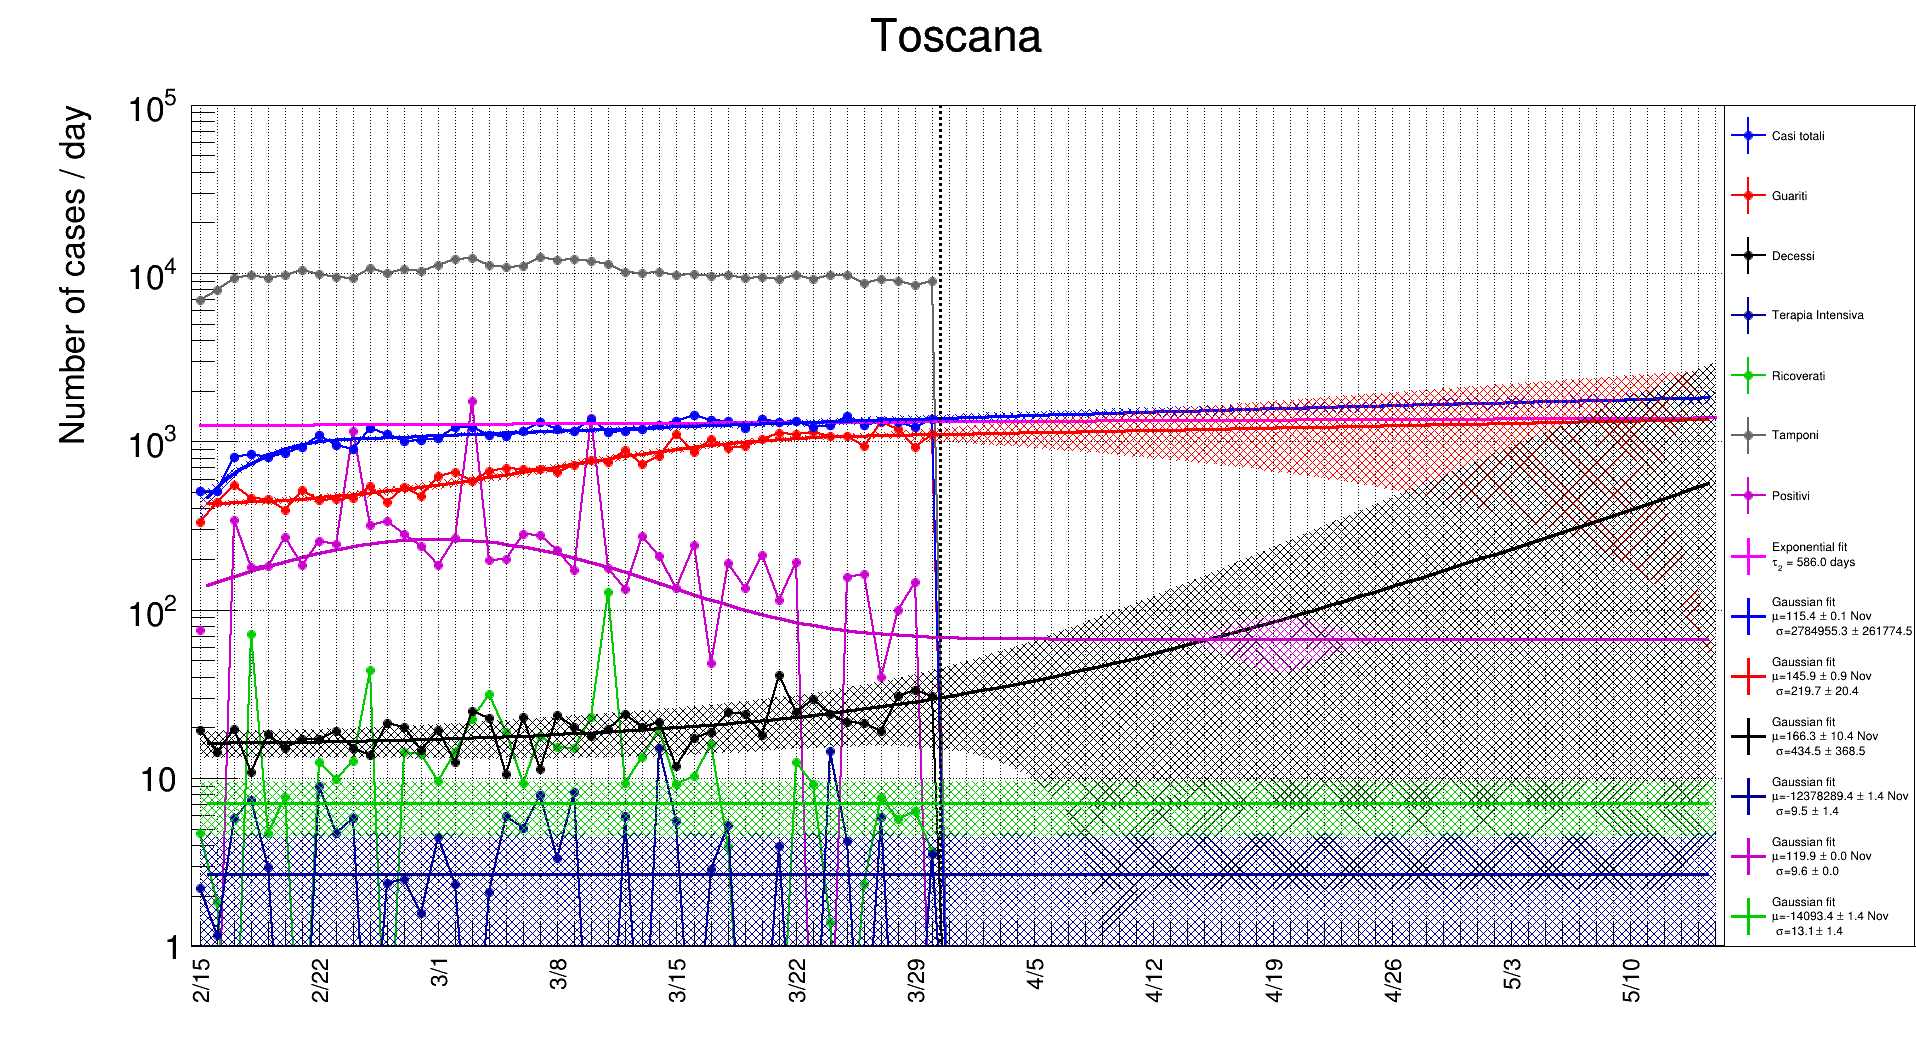 Toscana
Number of cases / day
10^5
10^4
10^3
10^2
10
1
2/15
2/22
3/1
3/8
3/15
3/22
3/29
4/5
4/12
4/19
4/26
5/3
5/10
Casi totali
Guariti
Decessi
Terapia Intensiva
Ricoverati
Tamponi
Positivi
Exponential fit
τ₂ = 586.0 days
Gaussian fit
μ=115.4 ± 0.1 Nov
σ=2784955.3 ± 261774.5
Gaussian fit
μ=145.9 ± 0.9 Nov
σ=219.7 ± 20.4
Gaussian fit
μ=166.3 ± 10.4 Nov
σ=434.5 ± 368.5
Gaussian fit
μ=-12378289.4 ± 1.4 Nov
σ=9.5 ± 1.4
Gaussian fit
μ=119.9 ± 0.0 Nov
σ=9.6 ± 0.0
Gaussian fit
μ=-14093.4 ± 1.4 Nov
σ=13.1 ± 1.4